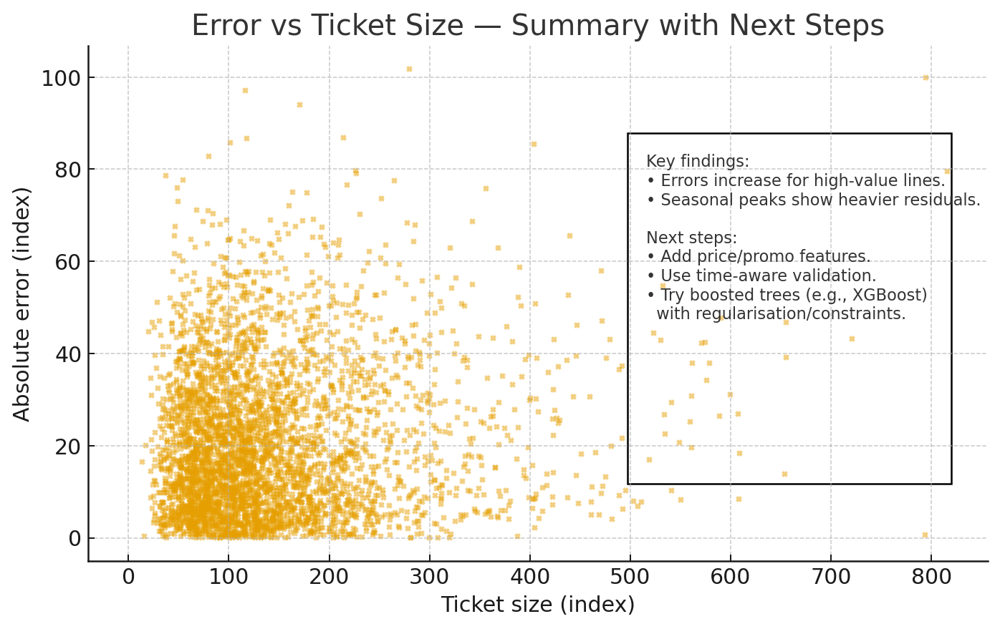 Error vs Ticket Size — Summary with Next Steps
100
80
60
40
20
0
Absolute error (index)
Key findings:
• Errors increase for high-value lines.
• Seasonal peaks show heavier residuals.
Next steps:
• Add price/promo features.
• Use time-aware validation.
• Try boosted trees (e.g., XGBoost)
with regularisation/constraints.
0 100 200 300 400 500 600 700 800
Ticket size (index)